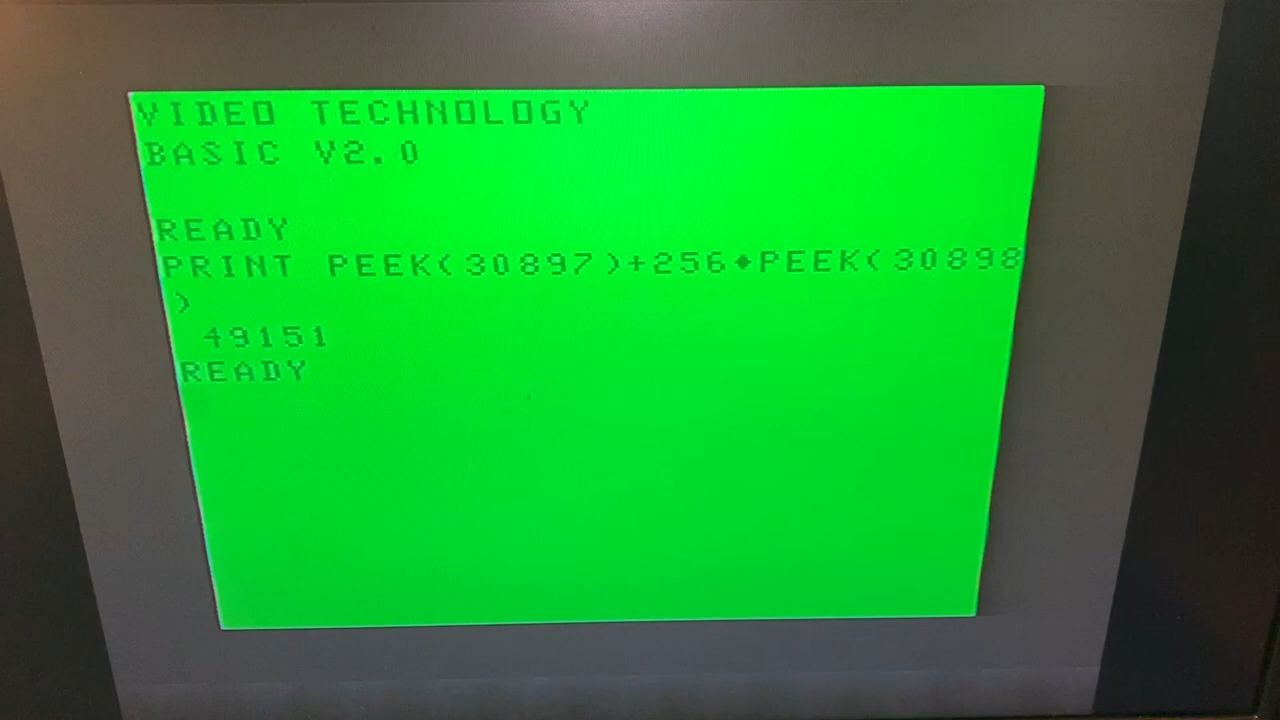 VIDEO TECHNOLOGY
BASIC V2.0
READY
PRINT PEEK(30897)+256*PEEK(30898
)
49151
READY